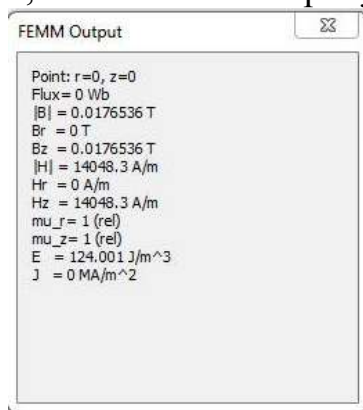 FEMM Output
Point: r=0, z=0
Flux= 0 Wb
|B| = 0.0176536 T
Br = 0 T
Bz = 0.0176536 T
|H| = 14048.3 A/m
Hr = 0 A/m
Hz = 14048.3 A/m
mu_r= 1 (rel)
mu_z= 1 (rel)
E = 124.001 J/m^3
J = 0 MA/m^2